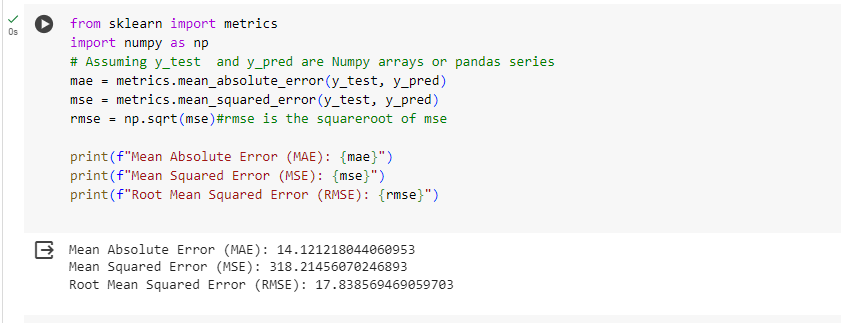 0s
from sklearn import metrics
import numpy as np
# Assuming y_test  and y_pred are Numpy arrays or pandas series
mae = metrics.mean_absolute_error(y_test, y_pred)
mse = metrics.mean_squared_error(y_test, y_pred)
rmse = np.sqrt(mse)#rmse is the squareroot of mse
print(f"Mean Absolute Error (MAE): {mae}")
print(f"Mean Squared Error (MSE): {mse}")
print(f"Root Mean Squared Error (RMSE): {rmse}")
Mean Absolute Error (MAE): 14.121218044060953
Mean Squared Error (MSE): 318.21456070246893
Root Mean Squared Error (RMSE): 17.838569469059703